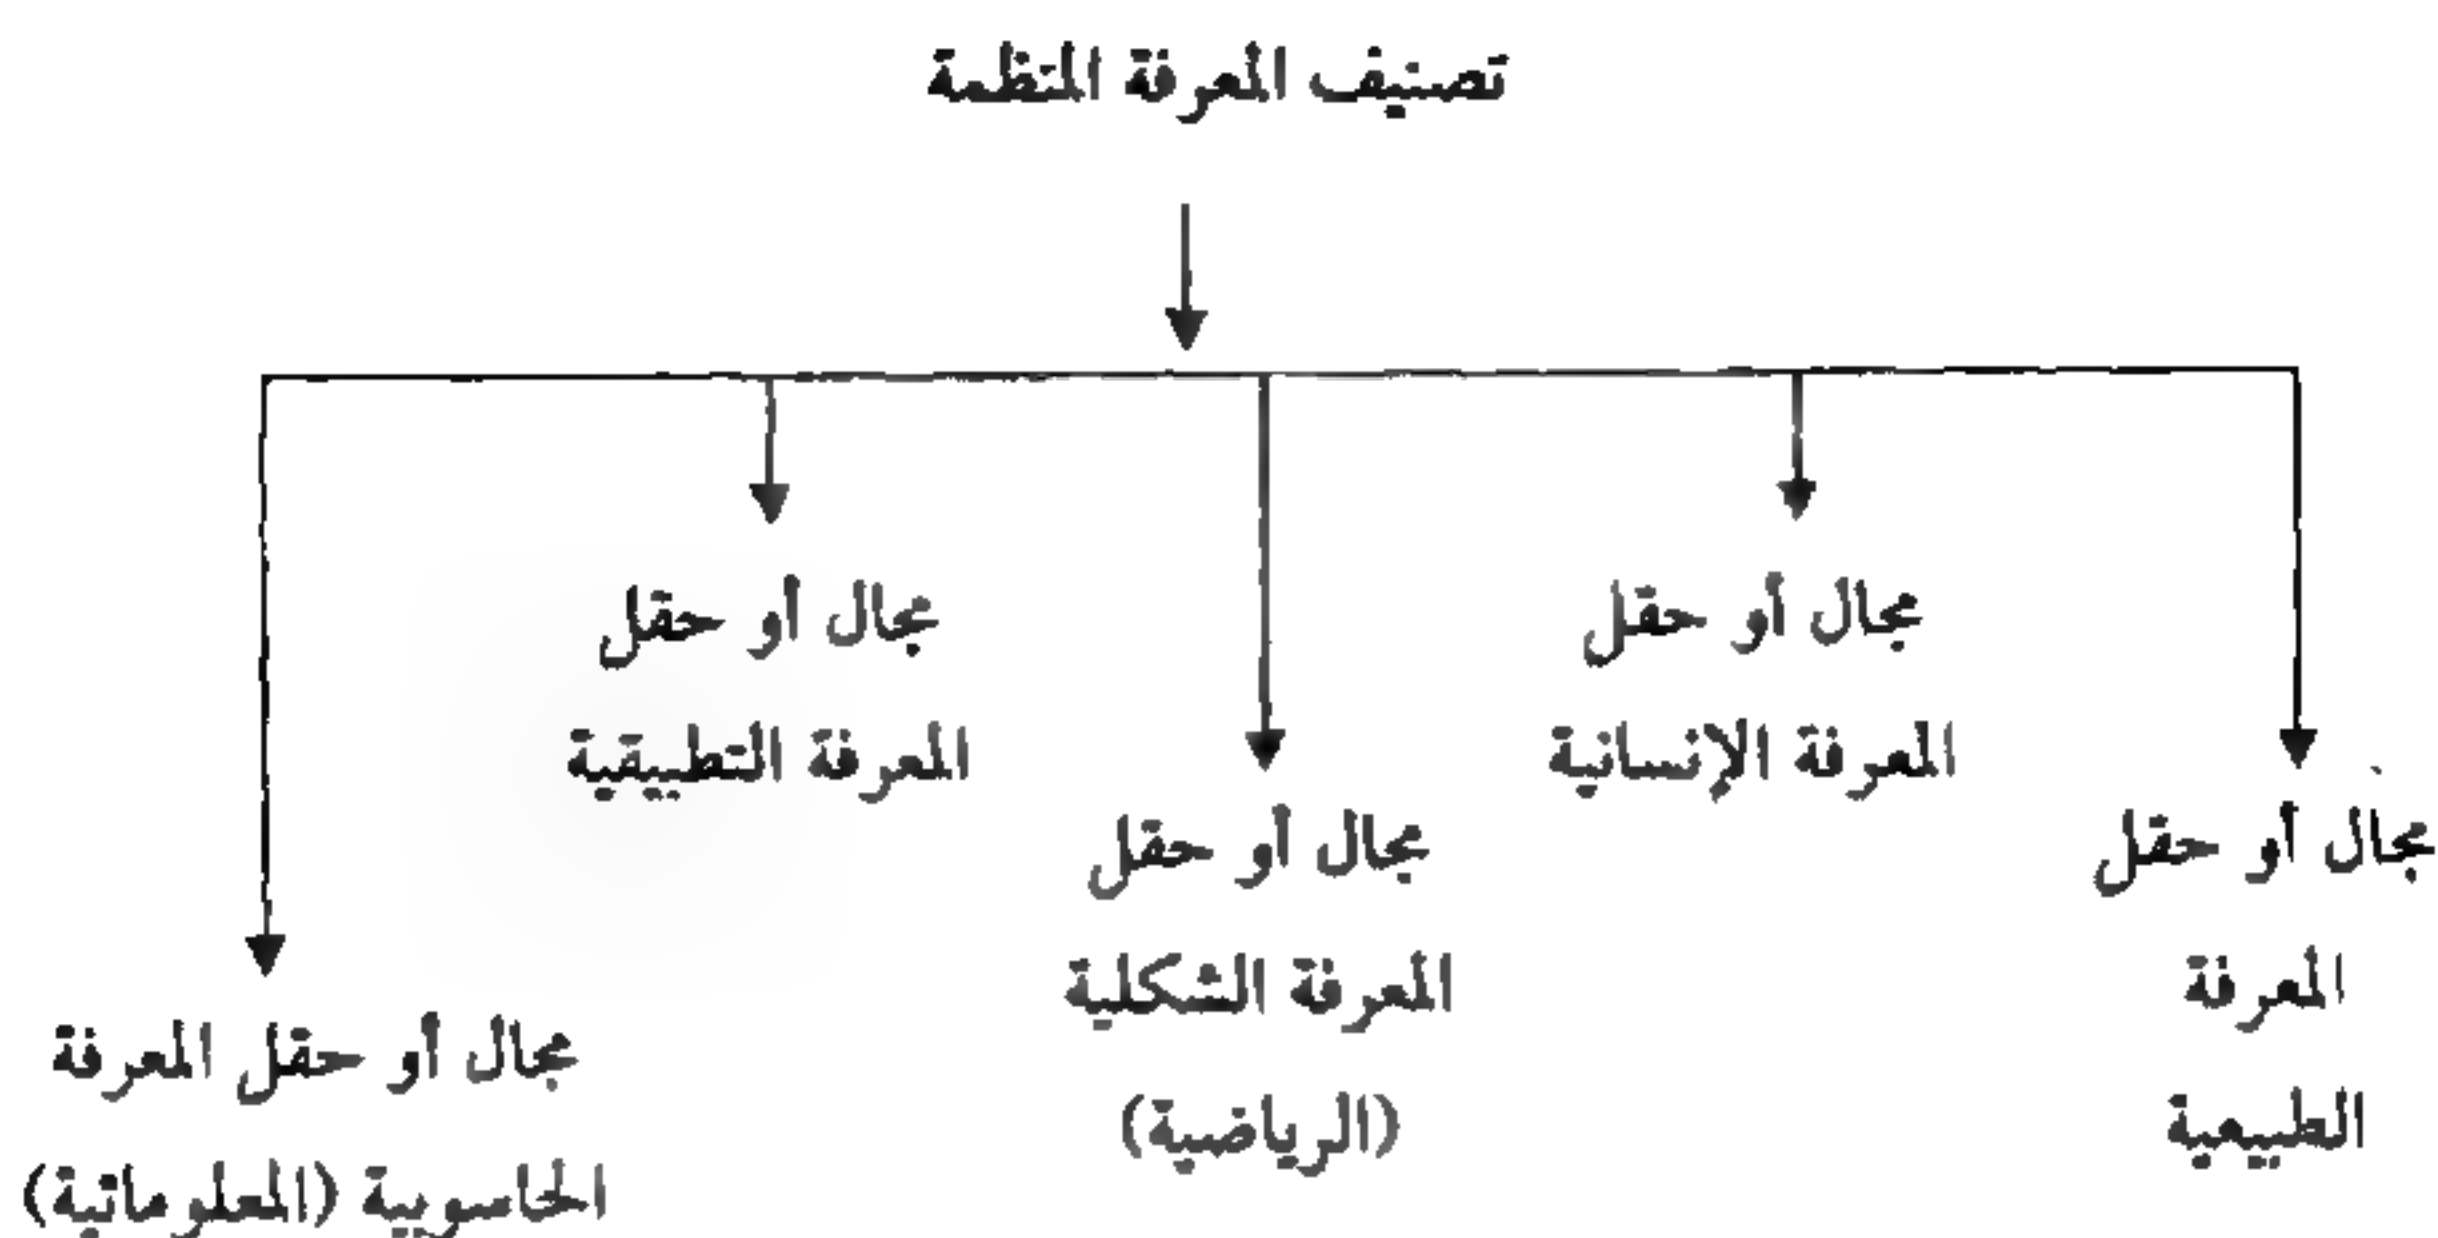 تصنيف المعرفة المنظمة
مجال أو حقل
المعرفة
الطبيعية
مجال أو حقل
المعرفة الإنسانية
مجال أو حقل
المعرفة الشكلية
(الرياضية)
مجال أو حقل
المعرفة التطبيقية
مجال أو حقل المعرفة
الحاسوبية (المعلوماتية)